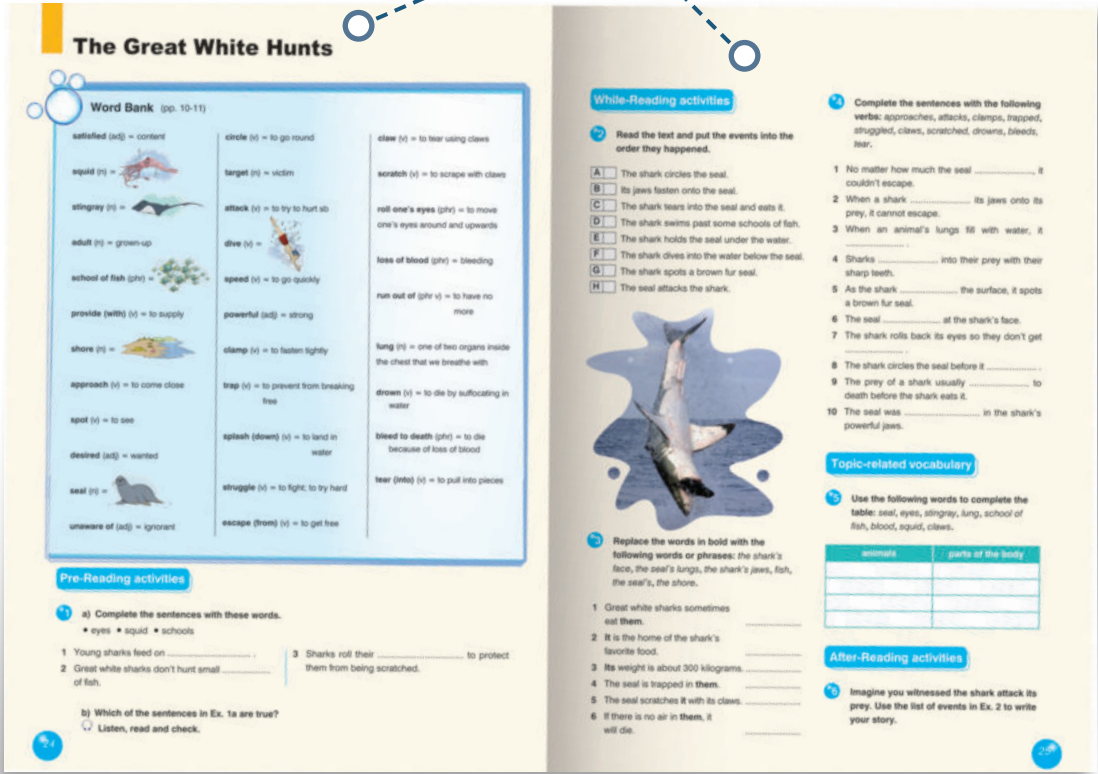 The Great White Hunts
Word Bank (pp. 10-11)
satisfied (adj) = content
squid (n) =
stingray (n) =
adult (n) = grown-up
school of fish (phr) =
provide (with) (v) = to supply
shore (n) =
approach (v) = to come close
spot (v) = to see
desired (adj) = wanted
seal (n) =
unaware of (adj) = ignorant
circle (v) = to go round
target (n) = victim
attack (v) = to try to hurt sb
dive (v) =
speed (v) = to go quickly
powerful (adj) = strong
clamp (v) = to fasten tightly
trap (v) = to prevent from breaking
free
splash (down) (v) = to land in
water
struggle (v) = to fight; to try hard
escape (from) (v) = to get free
claw (v) = to tear using claws
scratch (v) = to scrape with claws
roll one's eyes (phr) = to move
one's eyes around and upwards
loss of blood (phr) = bleeding
run out of (phr v) = to have no
more
lung (n) = one of two organs inside
the chest that we breathe with
drown (v) = to die by suffocating in
water
bleed to death (phr) = to die
because of loss of blood
tear (into) (v) = to pull into pieces
Pre-Reading activities
1 a) Complete the sentences with these words.
• eyes • squid • schools
1 Young sharks feed on .................... .
2 Great white sharks don't hunt small ..............
of fish.
3 Sharks roll their ........................ to protect
them from being scratched.
b) Which of the sentences in Ex. 1a are true?
Listen, read and check.
24
While-Reading activities
2 Read the text and put the events into the
order they happened.
A The shark circles the seal.
B Its jaws fasten onto the seal.
C The shark tears into the seal and eats it.
D The shark swims past some schools of fish.
E The shark holds the seal under the water.
F The shark dives into the water below the seal.
G The shark spots a brown fur seal.
H The seal attacks the shark.
3 Replace the words in bold with the
following words or phrases: the shark's
face, the seal's lungs, the shark's jaws, fish,
the seal's, the shore.
1 Great white sharks sometimes
eat them. ................
2 It is the home of the shark's
favorite food. ................
3 Its weight is about 300 kilograms. ................
4 The seal is trapped in them. ................
5 The seal scratches it with its claws. ................
6 If there is no air in them, it
will die. ................
4 Complete the sentences with the following
verbs: approaches, attacks, clamps, trapped,
struggled, claws, scratched, drowns, bleeds,
tear.
1 No matter how much the seal ................, it
couldn't escape.
2 When a shark ................ its jaws onto its
prey, it cannot escape.
3 When an animal's lungs fill with water, it
................ .
4 Sharks ................ into their prey with their
sharp teeth.
5 As the shark ................ the surface, it spots
a brown fur seal.
6 The seal ................ at the shark's face.
7 The shark rolls back its eyes so they don't get
................ .
8 The shark circles the seal before it ................ .
9 The prey of a shark usually ................ to
death before the shark eats it.
10 The seal was ................ in the shark's
powerful jaws.
Topic-related vocabulary
5 Use the following words to complete the
table: seal, eyes, stingray, lung, school of
fish, blood, squid, claws.
animals parts of the body
After-Reading activities
6 Imagine you witnessed the shark attack its
prey. Use the list of events in Ex. 2 to write
your story.
25